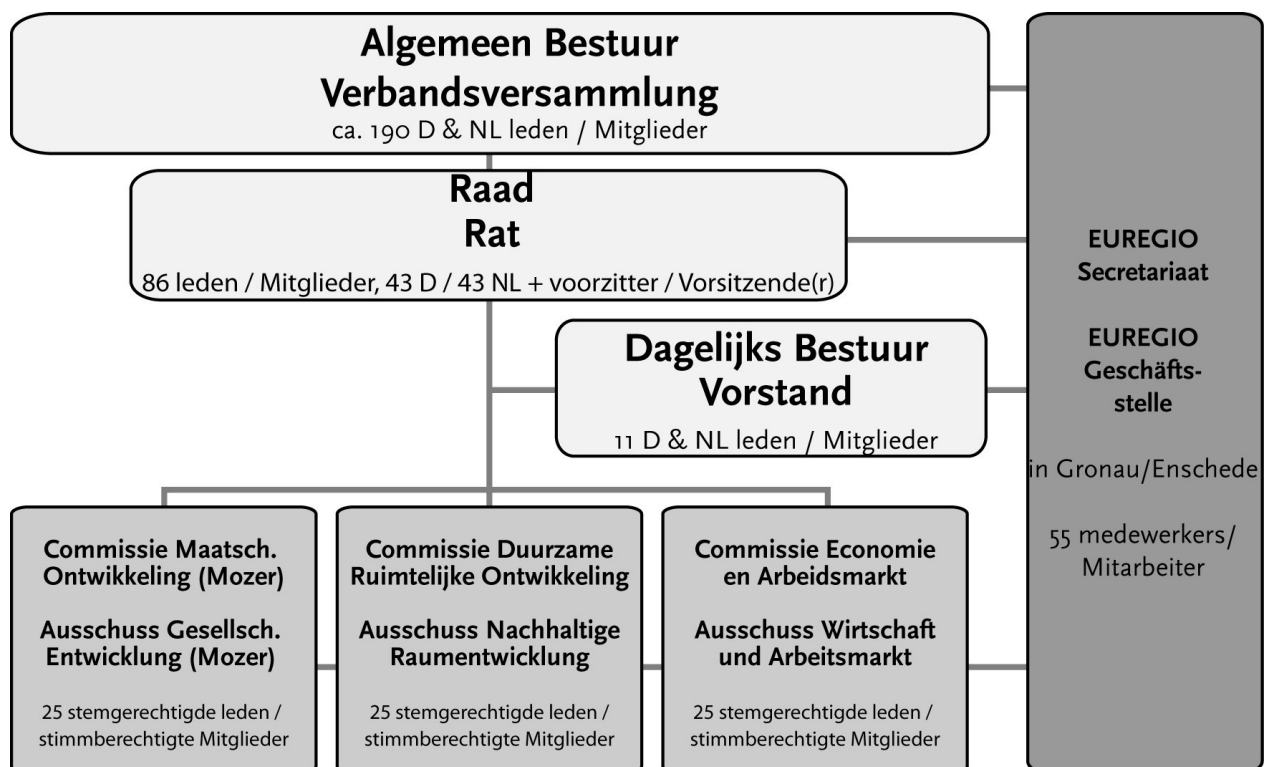 Algemeen Bestuur
Verbandsversammlung
ca. 190 D & NL leden / Mitglieder
Raad
Rat
86 leden / Mitglieder, 43 D / 43 NL + voorzitter / Vorsitzende(r)
Dagelijks Bestuur
Vorstand
11 D & NL leden / Mitglieder
Commissie Maatsch.
Ontwikkeling (Mozer)
Ausschuss Gesellsch.
Entwicklung (Mozer)
25 stemgerechtigde leden /
stimmberechtigte Mitglieder
Commissie Duurzame
Ruimtelijke Ontwikkeling
Ausschuss Nachhaltige
Raumentwicklung
25 stemgerechtigde leden /
stimmberechtigte Mitglieder
Commissie Economie
en Arbeidsmarkt
Ausschuss Wirtschaft
und Arbeitsmarkt
25 stemgerechtigde leden /
stimmberechtigte Mitglieder
EUREGIO
Secretariaat
EUREGIO
Geschäfts-
stelle
in Gronau/Enschede
55 medewerkers/
Mitarbeiter